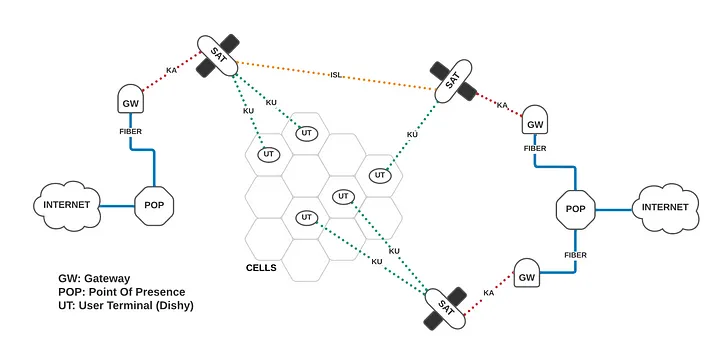 SAT
SAT
KA
ISL
KU
KU
KA
GW
GW
KU
FIBER
UT
UT
FIBER
UT
UT
INTERNET
POP
POP
INTERNET
UT
KU
FIBER
KU
CELLS
GW: Gateway
POP: Point Of Presence
UT: User Terminal (Dishy)
GW
KA
SAT